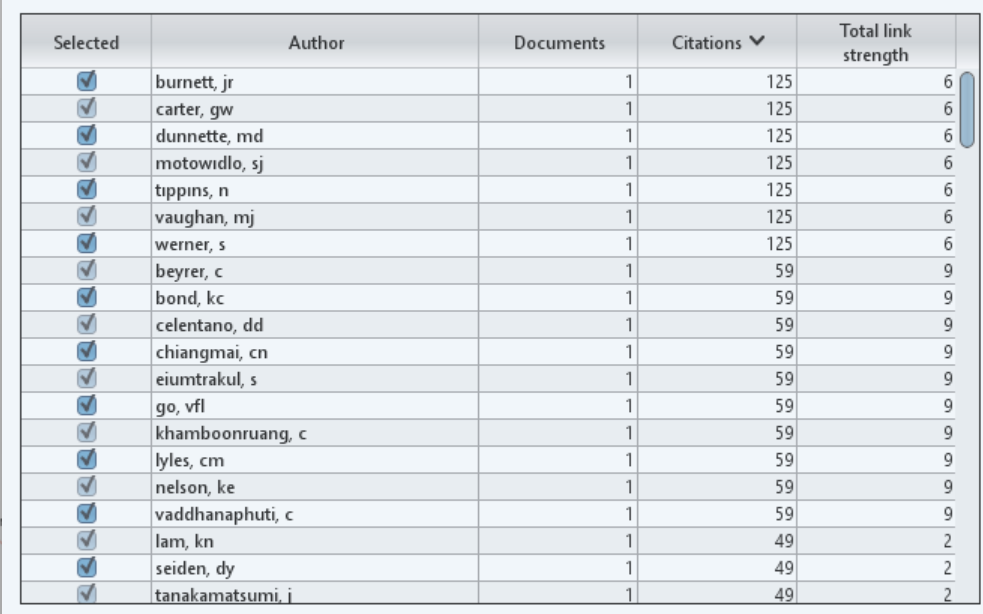 Selected Author Documents Citations Total link strength
burnett, jr 1 125 6
carter, gw 1 125 6
dunnette, md 1 125 6
motowıdlo, sj 1 125 6
tıppıns, n 1 125 6
vaughan, mj 1 125 6
werner, s 1 125 6
beyrer, c 1 59 9
bond, kc 1 59 9
celentano, dd 1 59 9
chiangmai, cn 1 59 9
eiumtrakul, s 1 59 9
go, vfl 1 59 9
khamboonruang, c 1 59 9
lyles, cm 1 59 9
nelson, ke 1 59 9
vaddhanaphuti, c 1 59 9
lam, kn 1 49 2
seiden, dy 1 49 2
tanakamatsumi, j 1 49 2